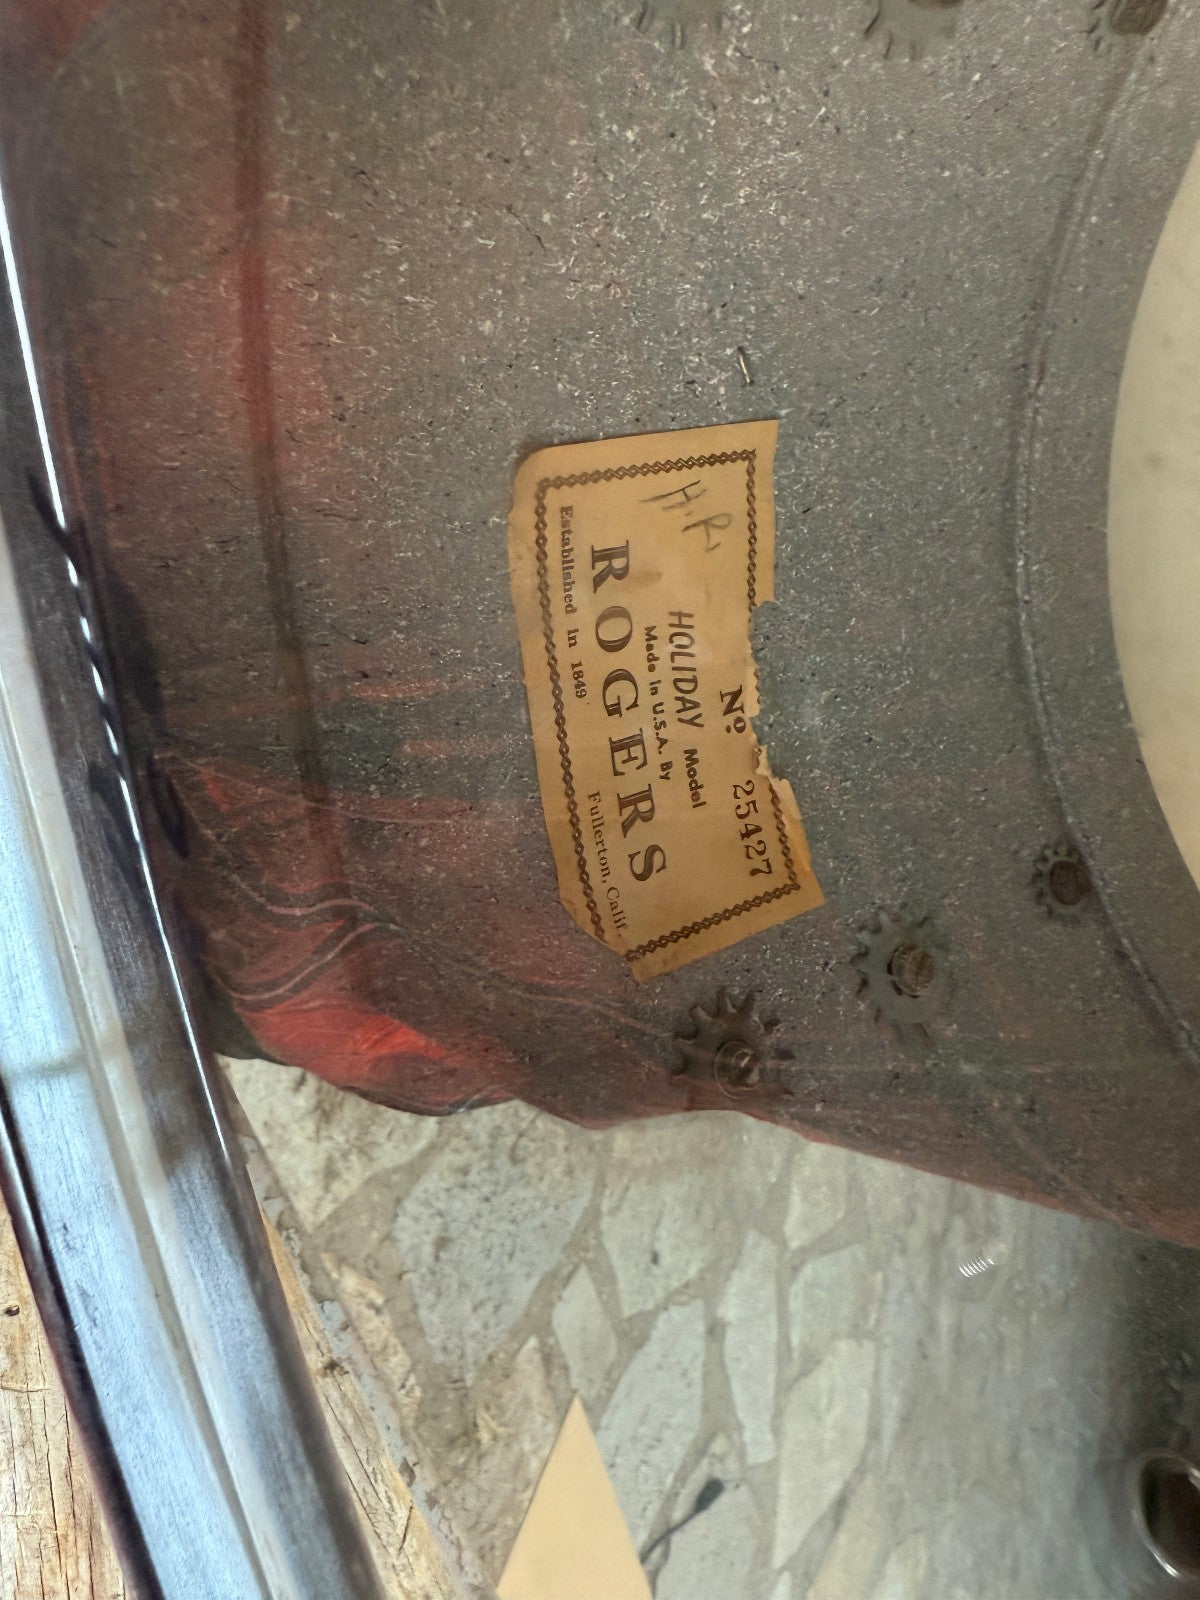 Nº 25427
H.R.
HOLIDAY Model
Made in U.S.A. By
ROGERS
Established in 1849 Fullerton, Calif.